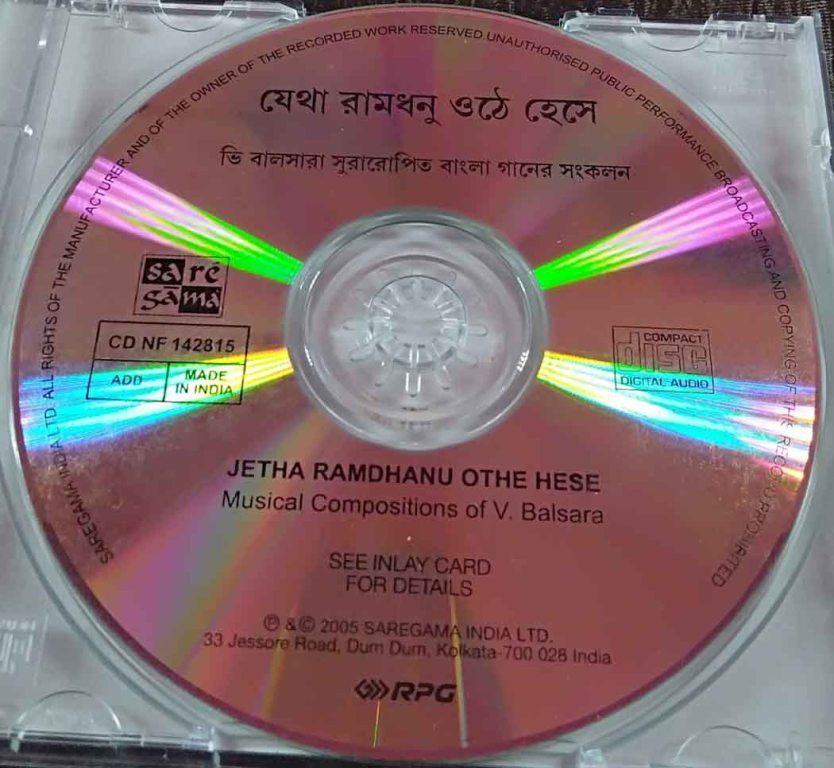 SAREGAMA INDIA LTD. ALL RIGHTS OF THE MANUFACTURER AND OF THE OWNER OF THE RECORDED WORK RESERVED. UNAUTHORISED PUBLIC PERFORMANCE BROADCASTING AND COPYING OF THIS RECORD PROHIBITED
যেথা রামধনু ওঠে হেসে
ভি বালসারা সুরারোপিত বাংলা গানের সংকলন
sa re
ga ma
CD NF 142815
ADD
MADE
IN INDIA
COMPACT
disc
DIGITAL AUDIO
JETHA RAMDHANU OTHE HESE
Musical Compositions of V. Balsara
SEE INLAY CARD
FOR DETAILS
℗ & © 2005 SAREGAMA INDIA LTD.
33 Jessore Road, Dum Dum, Kolkata-700 028 India
RPG